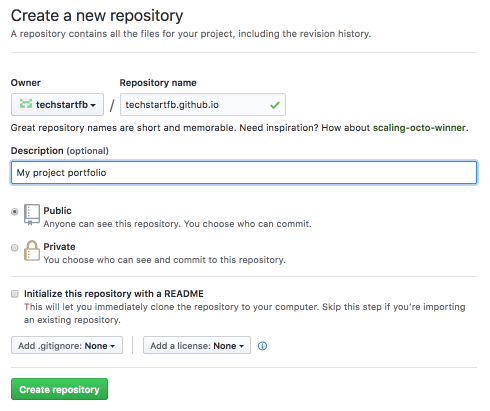 Create a new repository
A repository contains all the files for your project, including the revision history.
Owner Repository name
techstartfb / techstartfb.github.io
Great repository names are short and memorable. Need inspiration? How about scaling-octo-winner.
Description (optional)
My project portfolio
Public
Anyone can see this repository. You choose who can commit.
Private
You choose who can see and commit to this repository.
Initialize this repository with a README
This will let you immediately clone the repository to your computer. Skip this step if you're importing
an existing repository.
Add .gitignore: None Add a license: None
Create repository